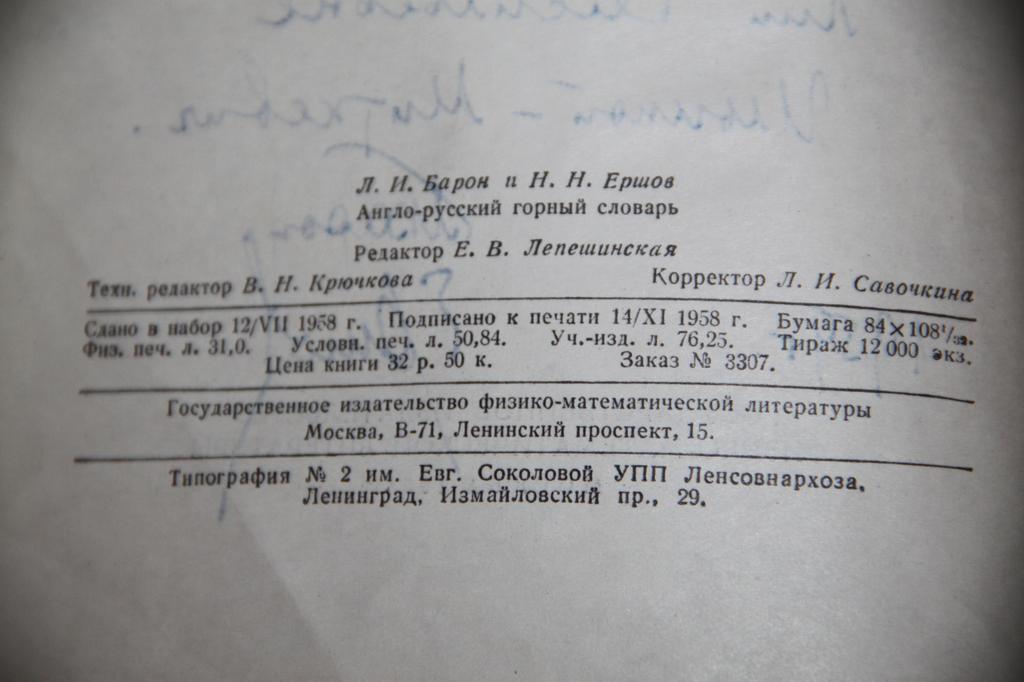 Л. И. Барон и Н. Н. Ершов
Англо-русский горный словарь
Редактор Е. В. Лепешинская
Техн. редактор В. Н. Крючкова Корректор Л. И. Савочкина
Сдано в набор 12/VII 1958 г. Подписано к печати 14/XI 1958 г. Бумага 84×108¹/₃₂.
Физ. печ. л. 31,0. Условн. печ. л. 50,84. Уч.-изд. л. 76,25. Тираж 12 000 экз.
Цена книги 32 р. 50 к. Заказ № 3307.
Государственное издательство физико-математической литературы
Москва, В-71, Ленинский проспект, 15.
Типография № 2 им. Евг. Соколовой УПП Ленсовнархоза.
Ленинград, Измайловский пр., 29.